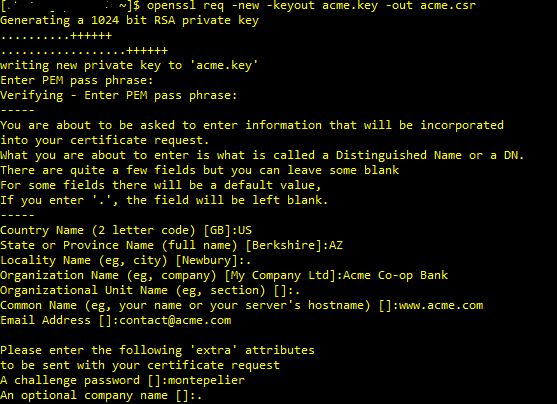 [ ~]$ openssl req -new -keyout acme.key -out acme.csr
Generating a 1024 bit RSA private key
..........++++++
..................++++++
writing new private key to 'acme.key'
Enter PEM pass phrase:
Verifying - Enter PEM pass phrase:
-----
You are about to be asked to enter information that will be incorporated
into your certificate request.
What you are about to enter is what is called a Distinguished Name or a DN.
There are quite a few fields but you can leave some blank
For some fields there will be a default value,
If you enter '.', the field will be left blank.
-----
Country Name (2 letter code) [GB]:US
State or Province Name (full name) [Berkshire]:AZ
Locality Name (eg, city) [Newbury]:.
Organization Name (eg, company) [My Company Ltd]:Acme Co-op Bank
Organizational Unit Name (eg, section) []:.
Common Name (eg, your name or your server's hostname) []:www.acme.com
Email Address []:contact@acme.com

Please enter the following 'extra' attributes
to be sent with your certificate request
A challenge password []:montepelier
An optional company name []:.